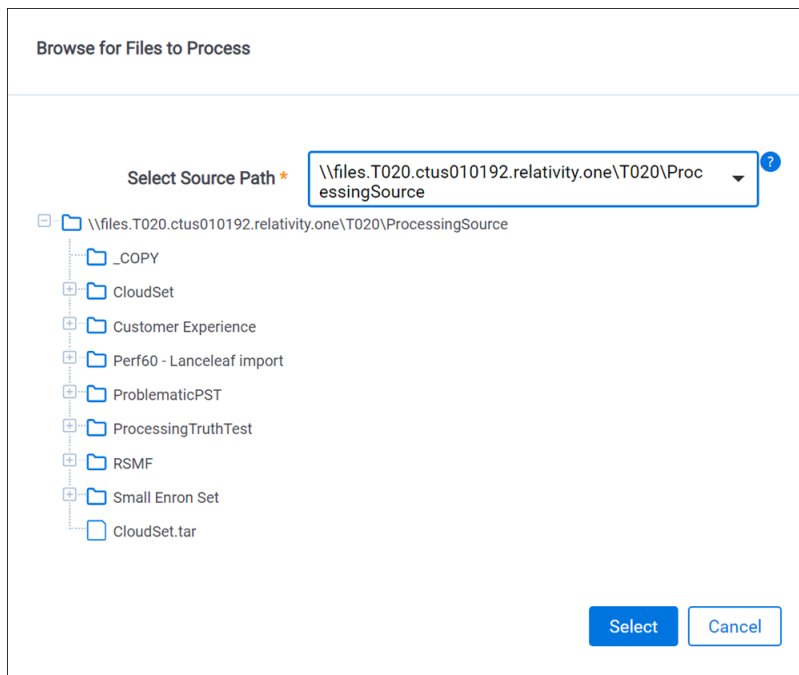 Browse for Files to Process
Select Source Path *
\\files.T020.ctus010192.relativity.one\T020\Proc
essingSource
?
\\files.T020.ctus010192.relativity.one\T020\ProcessingSource
_COPY
CloudSet
Customer Experience
Perf60 - Lanceleaf import
ProblematicPST
ProcessingTruthTest
RSMF
Small Enron Set
CloudSet.tar
Select
Cancel